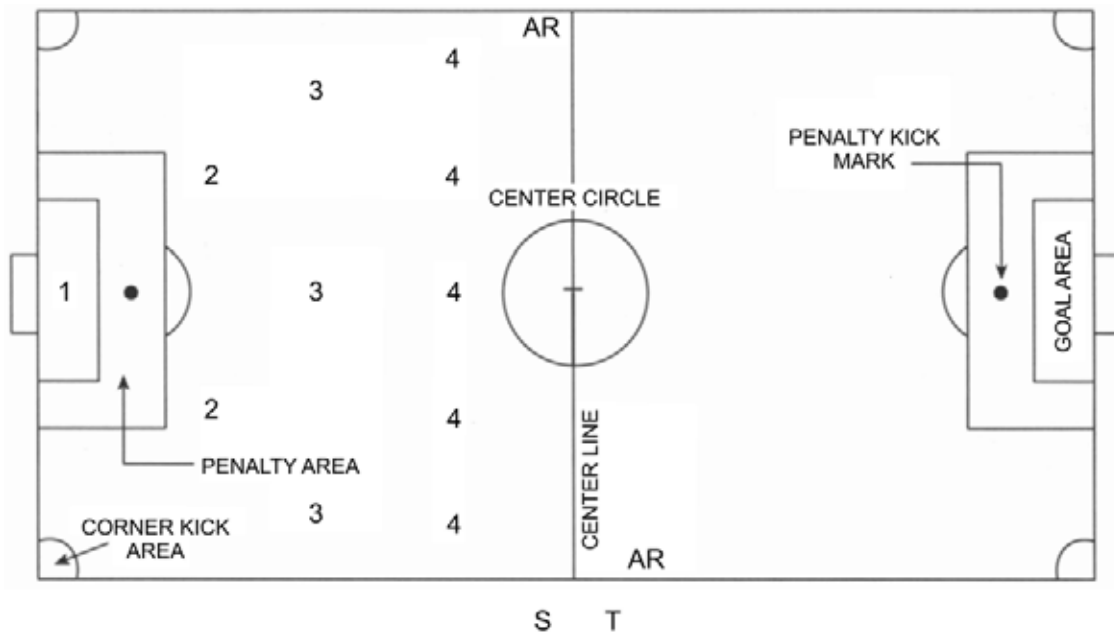 AR
4
3
PENALTY KICK
MARK
2
4
CENTER CIRCLE
1
3
4
GOAL AREA
2
4
CENTER LINE
PENALTY AREA
3
4
CORNER KICK
AREA
AR
S T